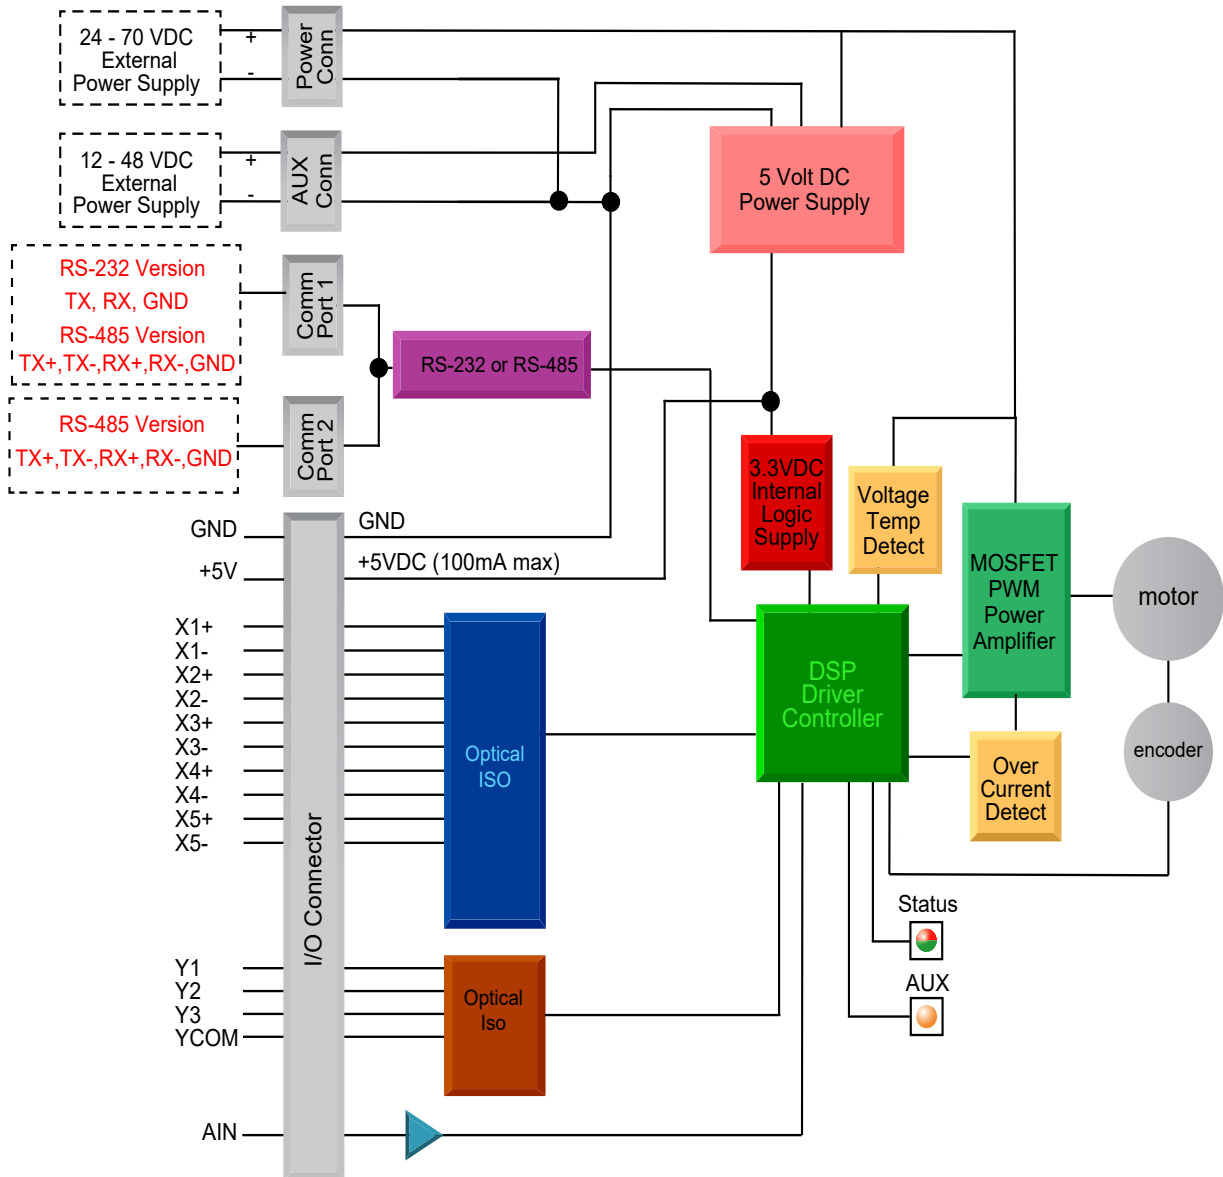 24 - 70 VDC
External
Power Supply
+
-
Power
Conn
12 - 48 VDC
External
Power Supply
+
-
AUX
Conn
5 Volt DC
Power Supply
RS-232 Version
TX, RX, GND
RS-485 Version
TX+,TX-,RX+,RX-,GND
Comm
Port 1
RS-232 or RS-485
RS-485 Version
TX+,TX-,RX+,RX-,GND
Comm
Port 2
3.3VDC
Internal
Logic
Supply
Voltage
Temp
Detect
MOSFET
PWM
Power
Amplifier
motor
encoder
GND
+5V
GND
+5VDC (100mA max)
X1+
X1-
X2+
X2-
X3+
X3-
X4+
X4-
X5+
X5-
I/O Connector
Optical
ISO
DSP
Driver
Controller
Over
Current
Detect
Status
AUX
Y1
Y2
Y3
YCOM
Optical
Iso
AIN